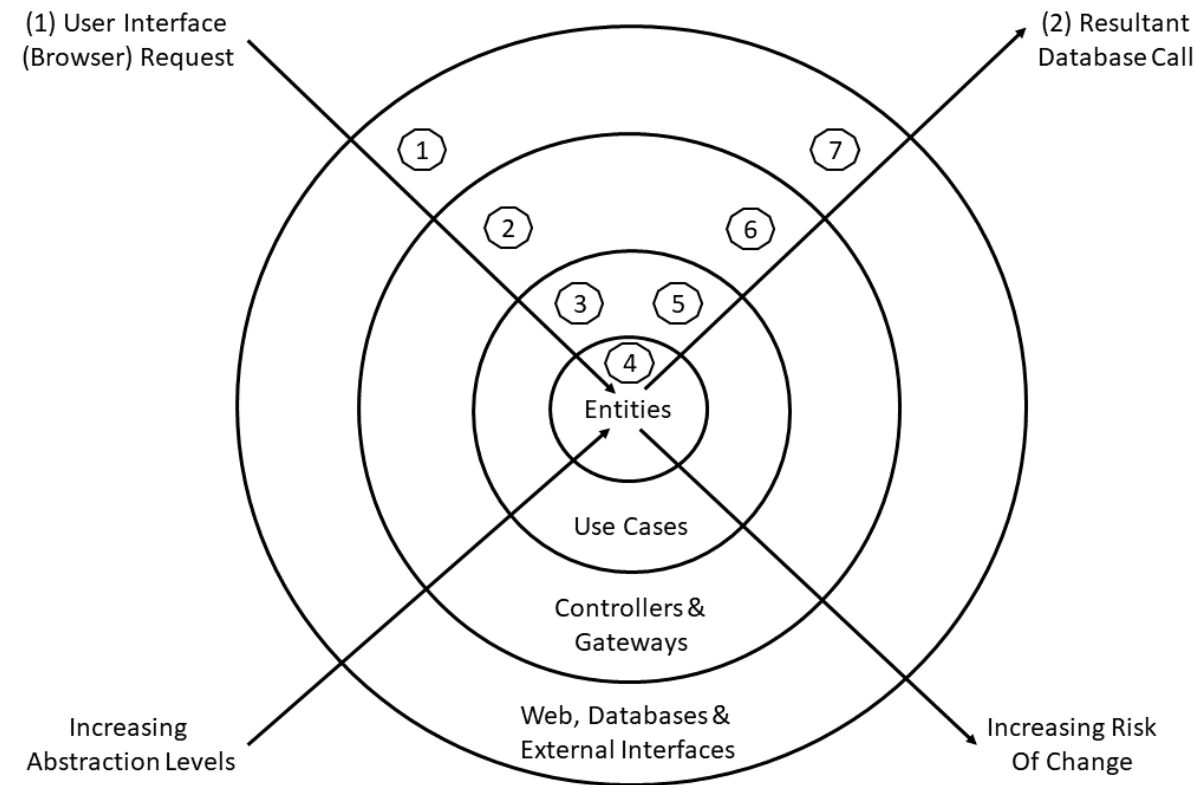 (1) User Interface
(Browser) Request
(2) Resultant
Database Call
1
7
2
6
3
5
4
Entities
Use Cases
Controllers &
Gateways
Web, Databases &
External Interfaces
Increasing
Abstraction Levels
Increasing Risk
Of Change